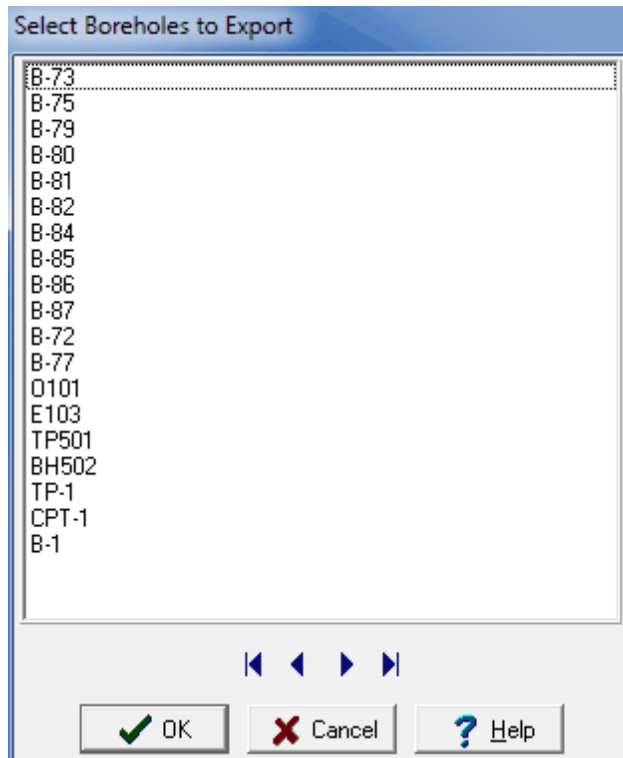 Select Boreholes to Export
B-73
B-75
B-79
B-80
B-81
B-82
B-84
B-85
B-86
B-87
B-72
B-77
O101
E103
TP501
BH502
TP-1
CPT-1
B-1
OK Cancel Help